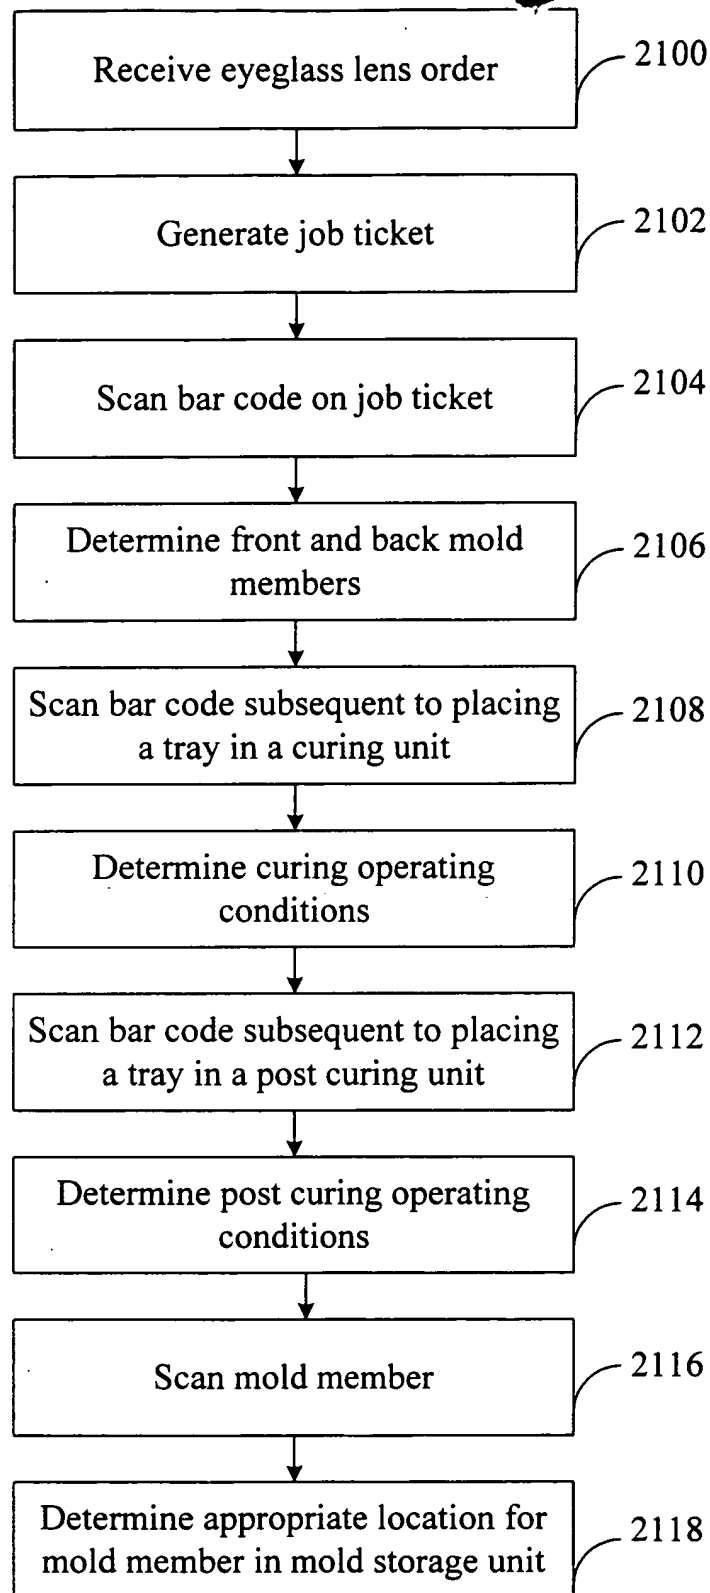 Receive eyeglass lens order
2100
Generate job ticket
2102
Scan bar code on job ticket
2104
Determine front and back mold
members
2106
Scan bar code subsequent to placing
a tray in a curing unit
2108
Determine curing operating
conditions
2110
Scan bar code subsequent to placing
a tray in a post curing unit
2112
Determine post curing operating
conditions
2114
Scan mold member
2116
Determine appropriate location for
mold member in mold storage unit
2118